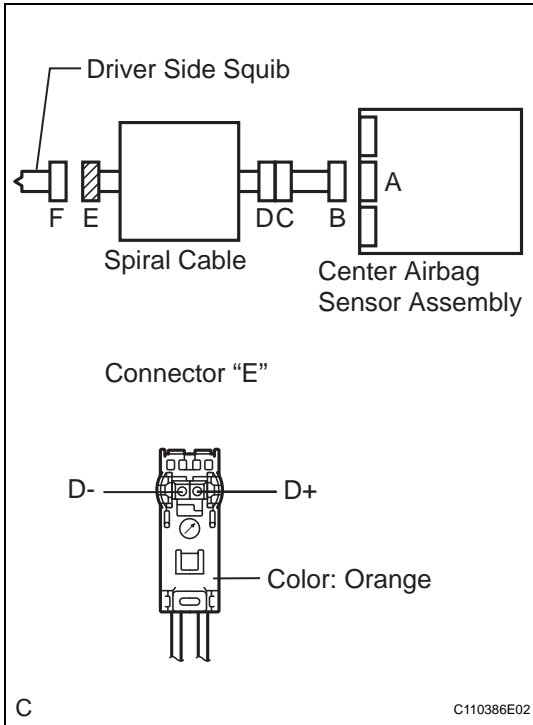 Driver Side Squib
F E D C B A
Spiral Cable
Center Airbag
Sensor Assembly
Connector “E”
D- D+
Color: Orange
C C110386E02